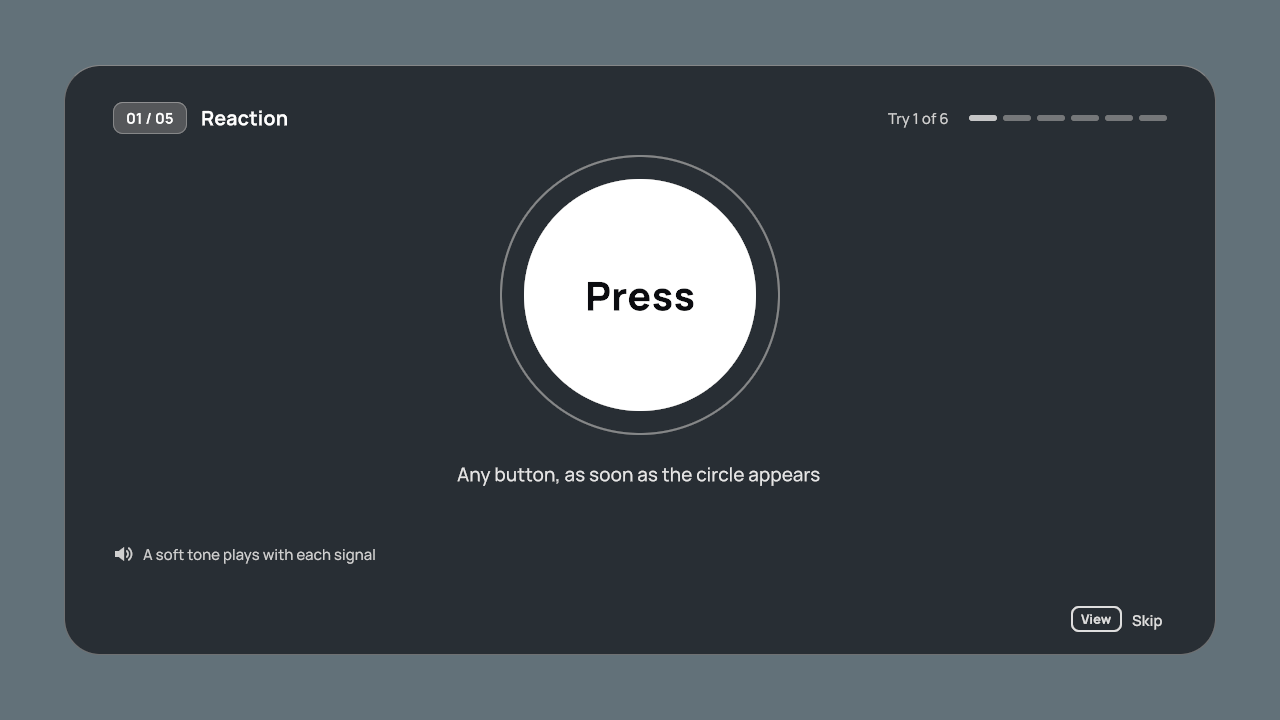 01 / 05
Reaction
Try 1 of 6
Press
Any button, as soon as the circle appears
A soft tone plays with each signal
View
Skip